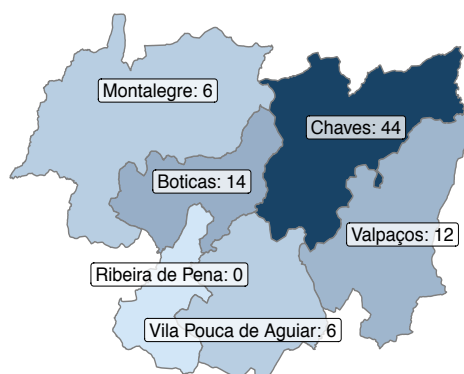 Montalegre: 6
Chaves: 44
Boticas: 14
Valpaços: 12
Ribeira de Pena: 0
Vila Pouca de Aguiar: 6